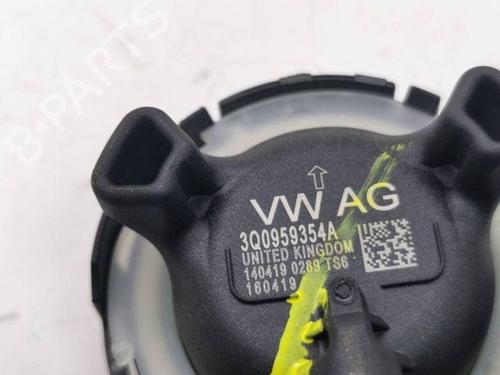 B-PARTS
VW AG
3Q0959354A
UNITED KINGDOM
140419 0289 TS6
160419